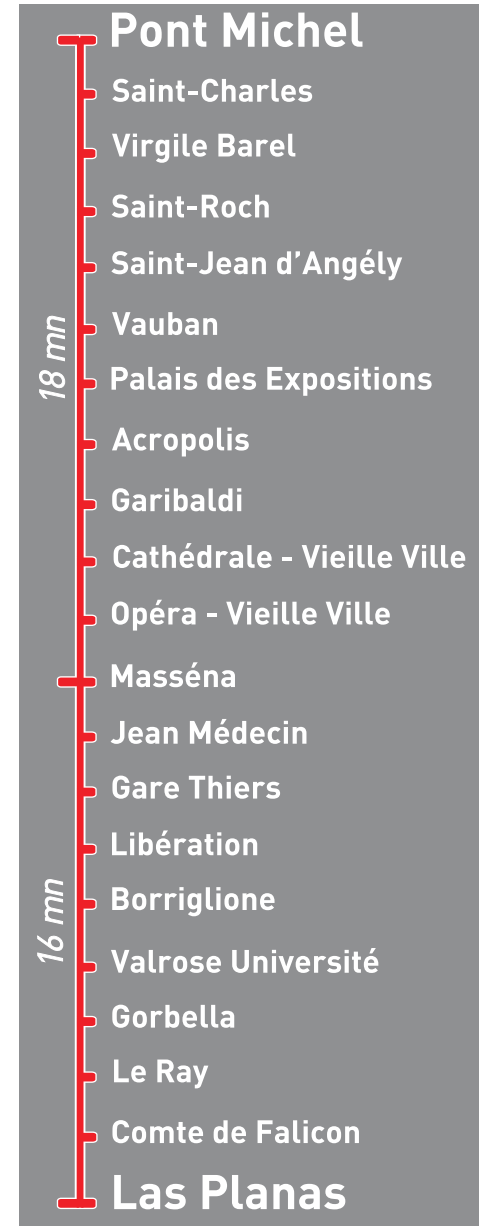 Pont Michel
Saint-Charles
Virgile Barel
Saint-Roch
Saint-Jean d'Angély
Vauban
18 mn
Palais des Expositions
Acropolis
Garibaldi
Cathédrale - Vieille Ville
Opéra - Vieille Ville
Masséna
Jean Médecin
Gare Thiers
Libération
Borriglione
16 mn
Valrose Université
Gorbella
Le Ray
Comte de Falicon
Las Planas